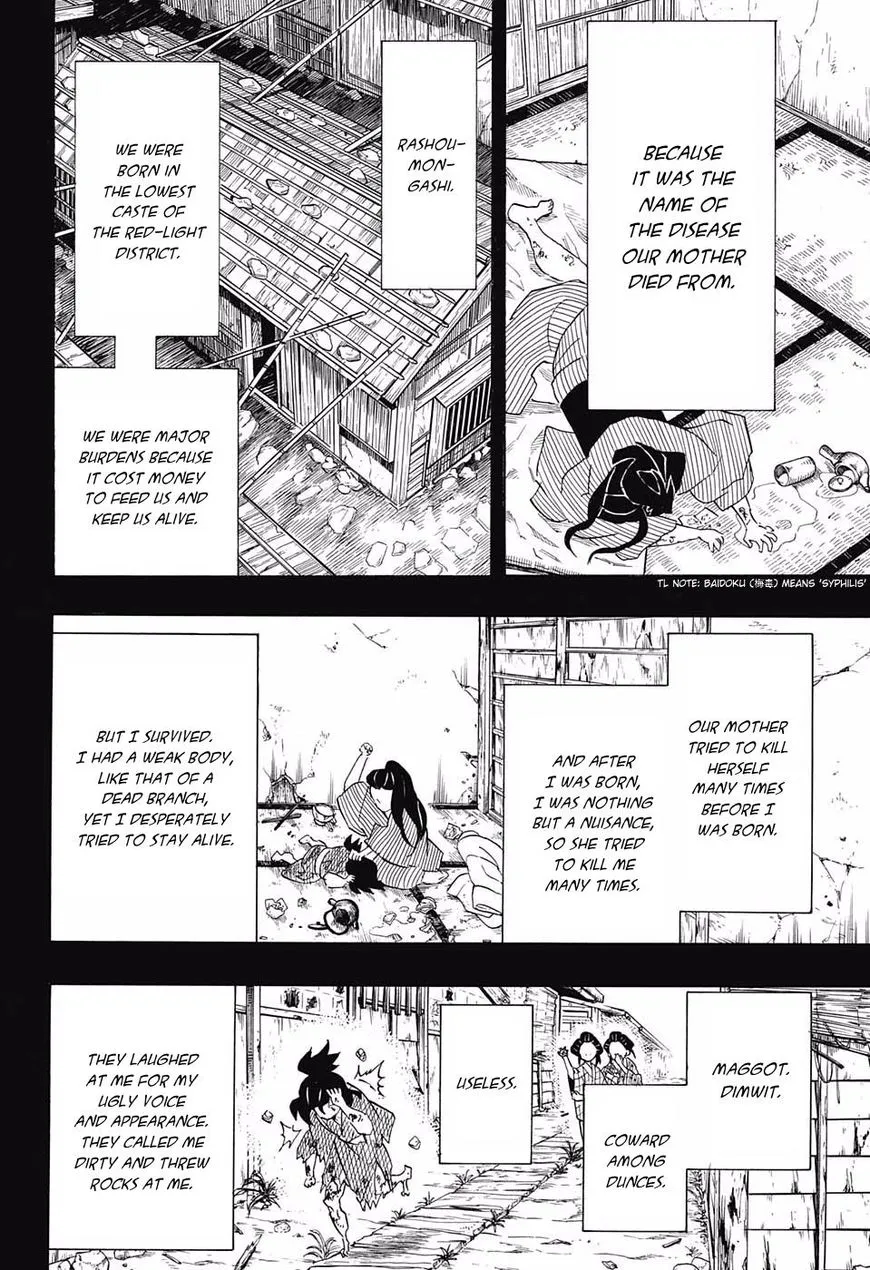 BECAUSE
IT WAS THE
NAME OF
THE DISEASE
OUR MOTHER
DIED FROM.
TL NOTE: BAIDOKU (梅毒) MEANS 'SYPHILIS'
RASHOU-
MON-
GASHI.
WE WERE
BORN IN
THE LOWEST
CASTE OF
THE RED-LIGHT
DISTRICT.
WE WERE MAJOR
BURDENS BECAUSE
IT COST MONEY
TO FEED US AND
KEEP US ALIVE.
OUR MOTHER
TRIED TO KILL
HERSELF
MANY TIMES
BEFORE I
WAS BORN.
AND AFTER
I WAS BORN,
I WAS NOTHING
BUT A NUISANCE,
SO SHE TRIED
TO KILL ME
MANY TIMES.
BUT I SURVIVED.
I HAD A WEAK BODY,
LIKE THAT OF A
DEAD BRANCH,
YET I DESPERATELY
TRIED TO STAY ALIVE.
MAGGOT.
DIMWIT.
COWARD
AMONG
DUNCES.
USELESS.
THEY LAUGHED
AT ME FOR MY
UGLY VOICE
AND APPEARANCE.
THEY CALLED ME
DIRTY AND THREW
ROCKS AT ME.